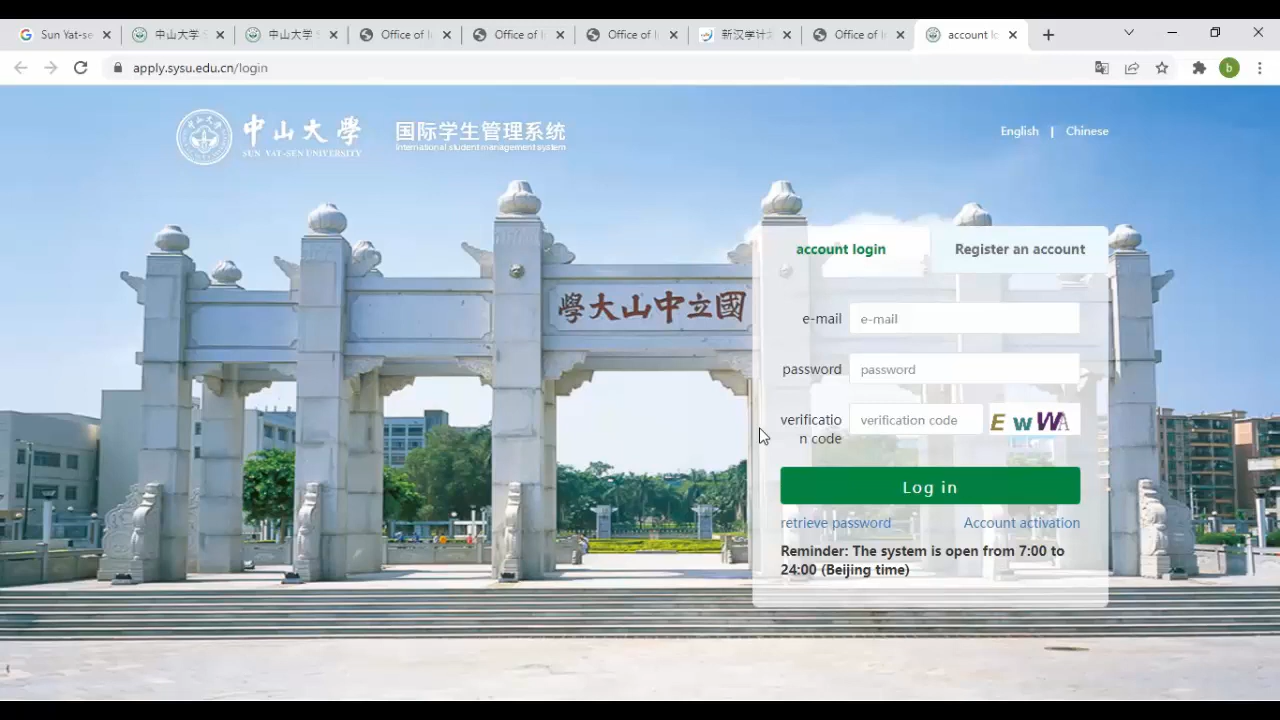 Sun Yat-se
中山大学
中山大学
Office of I
Office of I
Office of I
新汉学计划
Office of I
account lo
apply.sysu.edu.cn/login
b
中山大學
SUN YAT-SEN UNIVERSITY
国际学生管理系统
International student management system
English | Chinese
學大山中立國
account login
Register an account
e-mail
e-mail
password
password
verificatio
n code
verification code
E w W A
Log in
retrieve password
Account activation
Reminder: The system is open from 7:00 to
24:00 (Beijing time)